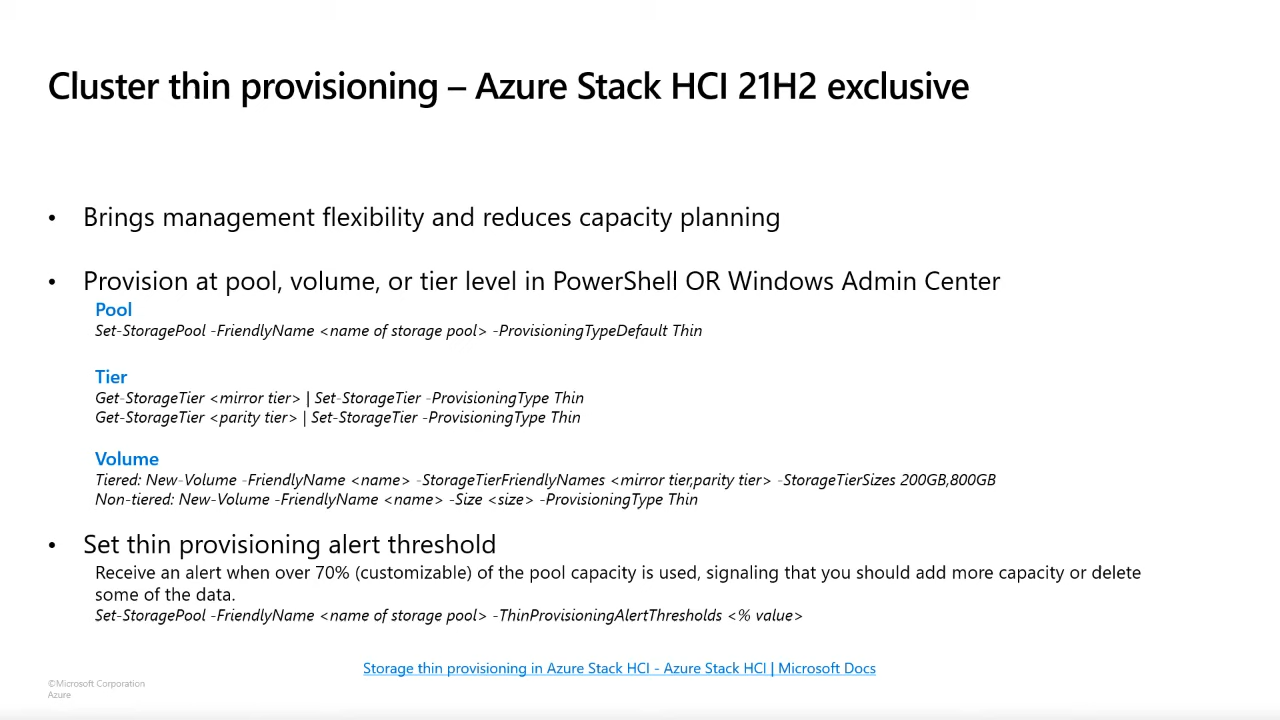 Cluster thin provisioning – Azure Stack HCI 21H2 exclusive
• Brings management flexibility and reduces capacity planning
• Provision at pool, volume, or tier level in PowerShell OR Windows Admin Center
Pool
Set-StoragePool -FriendlyName <name of storage pool> -ProvisioningTypeDefault Thin
Tier
Get-StorageTier <mirror tier> | Set-StorageTier -ProvisioningType Thin
Get-StorageTier <parity tier> | Set-StorageTier -ProvisioningType Thin
Volume
Tiered: New-Volume -FriendlyName <name> -StorageTierFriendlyNames <mirror tier,parity tier> -StorageTierSizes 200GB,800GB
Non-tiered: New-Volume -FriendlyName <name> -Size <size> -ProvisioningType Thin
• Set thin provisioning alert threshold
Receive an alert when over 70% (customizable) of the pool capacity is used, signaling that you should add more capacity or delete
some of the data.
Set-StoragePool -FriendlyName <name of storage pool> -ThinProvisioningAlertThresholds <% value>
Storage thin provisioning in Azure Stack HCI - Azure Stack HCI | Microsoft Docs
©Microsoft Corporation
Azure